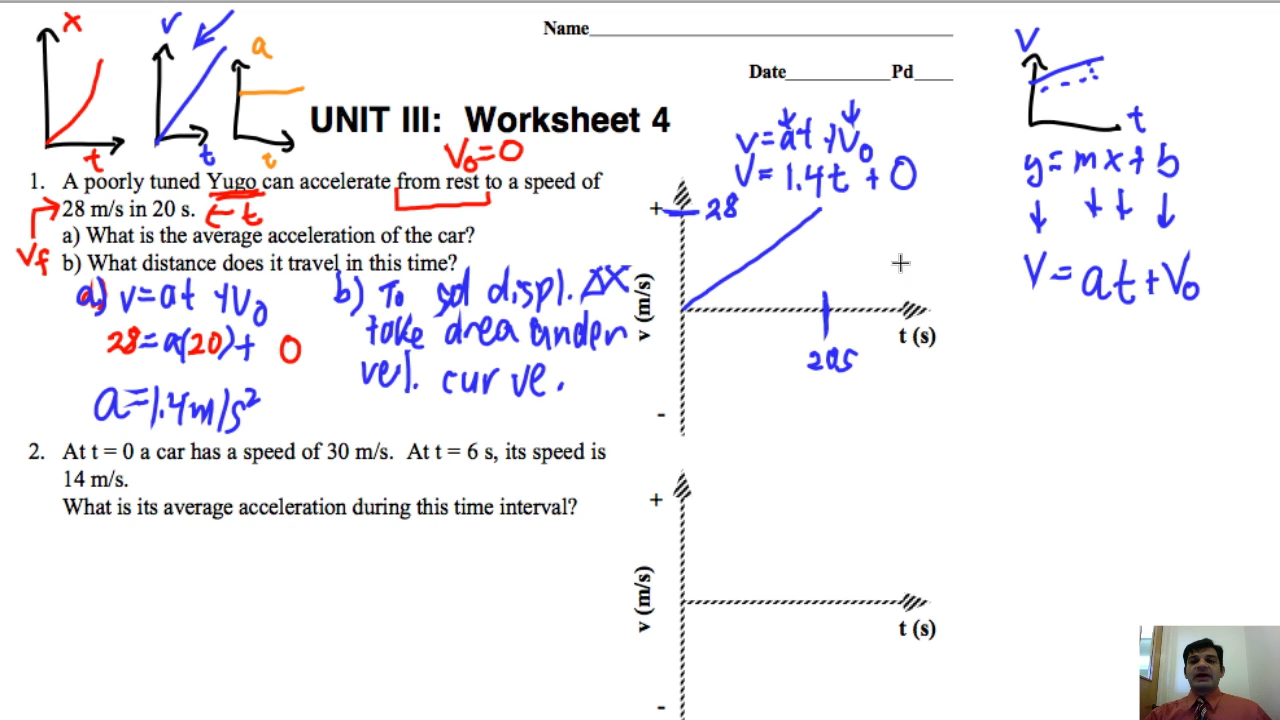 x
v
a
t
t
t
Name
Date Pd
UNIT III: Worksheet 4
V₀=0
1. A poorly tuned Yugo can accelerate from rest to a speed of
28 m/s in 20 s. ← t
Vf
a) What is the average acceleration of the car?
b) What distance does it travel in this time?
a) v=at+V₀
28=a(20)+ 0
a=1.4m/s²
b) To sol displ. ΔX
take area under
vel. curve.
v=at+V₀
V=1.4t+0
+ 28
v (m/s)
t (s)
20s
-
V
t
y=mx+b
V=at+V₀
2. At t = 0 a car has a speed of 30 m/s. At t = 6 s, its speed is
14 m/s.
What is its average acceleration during this time interval?
+
v (m/s)
t (s)
-